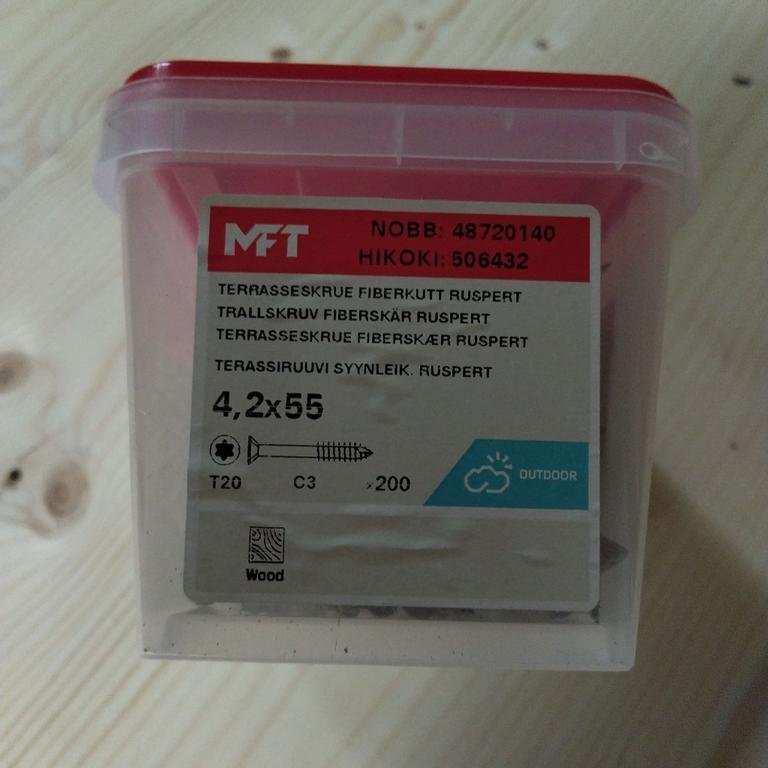 MFT
NOBB: 48720140
HIKOKI: 506432
TERRASSESKRUE FIBERKUTT RUSPERT
TRALLSKRUV FIBERSKÄR RUSPERT
TERRASSESKRUE FIBERSKÆR RUSPERT
TERASSIRUUVI SYYNLEIK. RUSPERT
4,2x55
T20 C3 x200
OUTDOOR
Wood